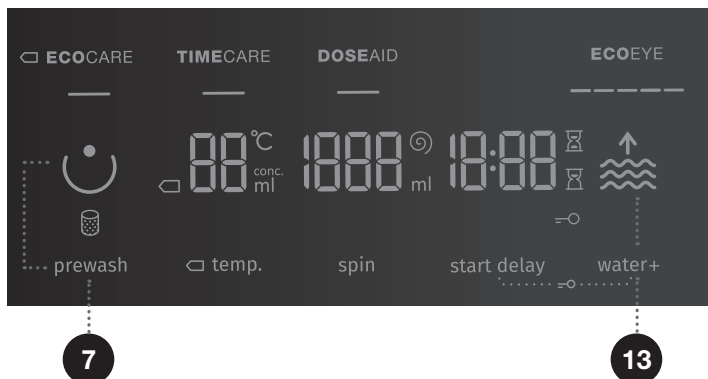 ECOCARE TIMECARE DOSEAID ECOEYE
88 °C 1888 18:88
conc.
ml ml
prewash temp. spin start delay water+
7 13